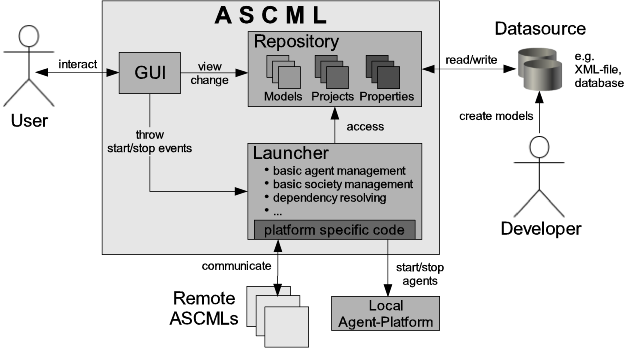 ASCML
User
interact
GUI
view
change
throw
start/stop events
Repository
Models
Projects
Properties
access
Launcher
• basic agent management
• basic society management
• dependency resolving
• ...
platform specific code
communicate
start/stop
agents
Remote
ASCMLs
Local
Agent-Platform
read/write
Datasource
e.g.
XML-file,
database
create models
Developer